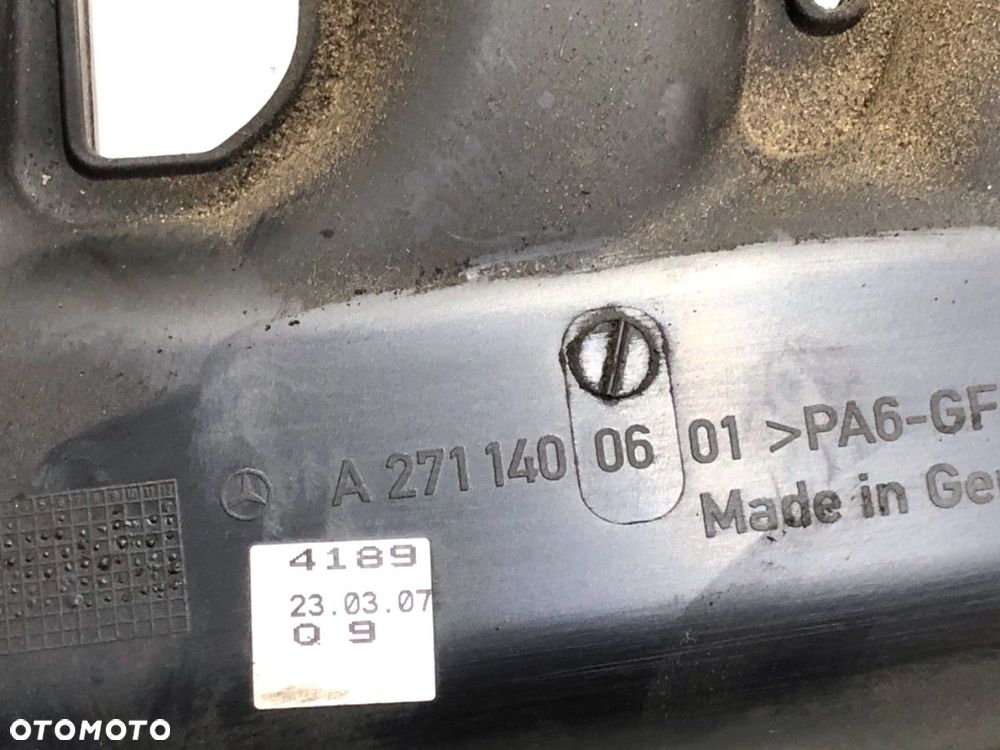 A 271 140 06 01 >PA6-GF
Made in Ge
4189
23.03.07
Q 9
OTOMOTO